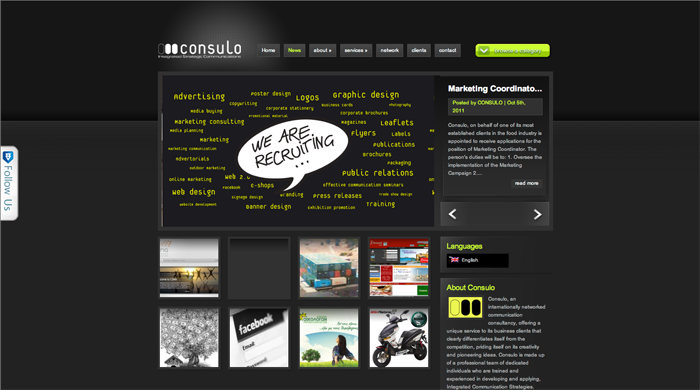 consulo
Integrated Strategic Communications
Home
News
about »
services »
network
clients
contact
Follow Us
Advertising
poster design
Logos
graphic design
copywriting
business cards
photography
media buying
corporate stationery
corporate brochures
promotional material
marketing consulting
magazines
Leaflets
media planning
Flyers
Labels
marketing
publications
marketing communication
brochures
advertorials
packaging
outdoor marketing
public relations
online marketing
web 2.0
Facebook
e-shops
effective communication seminars
web design
branding
press releases
trade shop design
website development
signage design
banner design
exhibition promotion
Training
WE ARE
RECRUITING
...
Marketing Coordinato...
Posted by CONSULO | Oct 5th,
2011
Consulo, on behalf of one of its most
established clients in the food industry is
appointed to receive applications for the
position of Marketing Coordinator. The
person's duties will be to: 1. Oversee the
implementation of the Marketing
Campaign 2....
read more
Languages
English
About Consulo
Consulo, an
internationally networked
communication
consultancy, offering a
unique service to its business clients that
clearly differentiates itself from the
competition, priding itself on its creativity
and pioneering ideas. Consulo is made up
of a professional team of dedicated
individuals who are trained and
experienced in developing and applying,
Integrated Communication Strategies.
facebook
Email